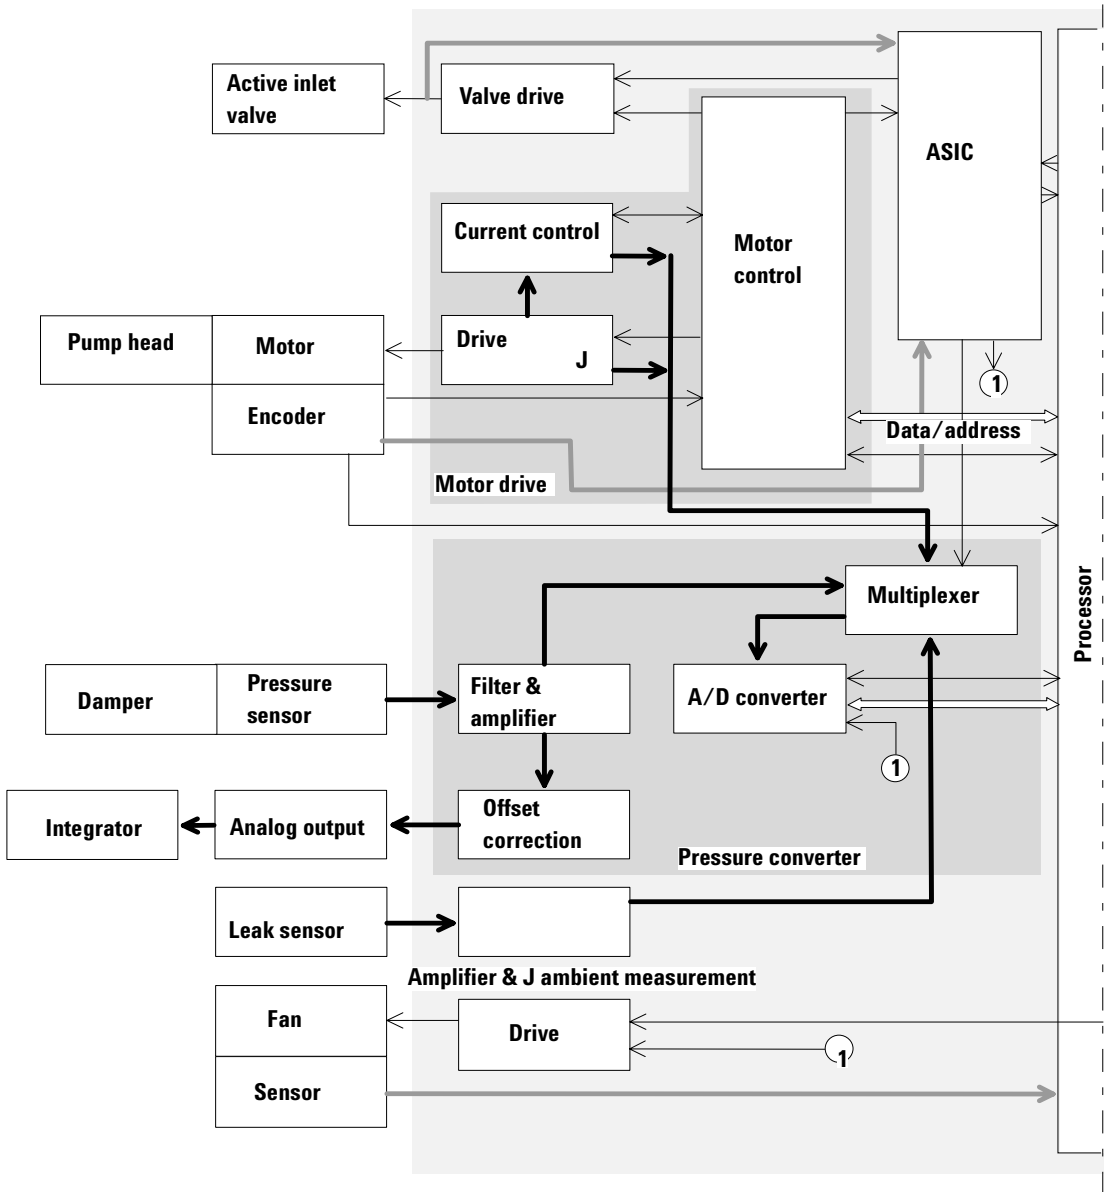 Active inlet
valve
Valve drive
ASIC
Current control
Motor
control
Pump head
Motor
Drive
J
1
Encoder
Data/address
Motor drive
Multiplexer
Processor
Damper
Pressure
sensor
Filter &
amplifier
A/D converter
1
Integrator
Analog output
Offset
correction
Pressure converter
Leak sensor
Amplifier & J ambient measurement
Fan
Drive
1
Sensor